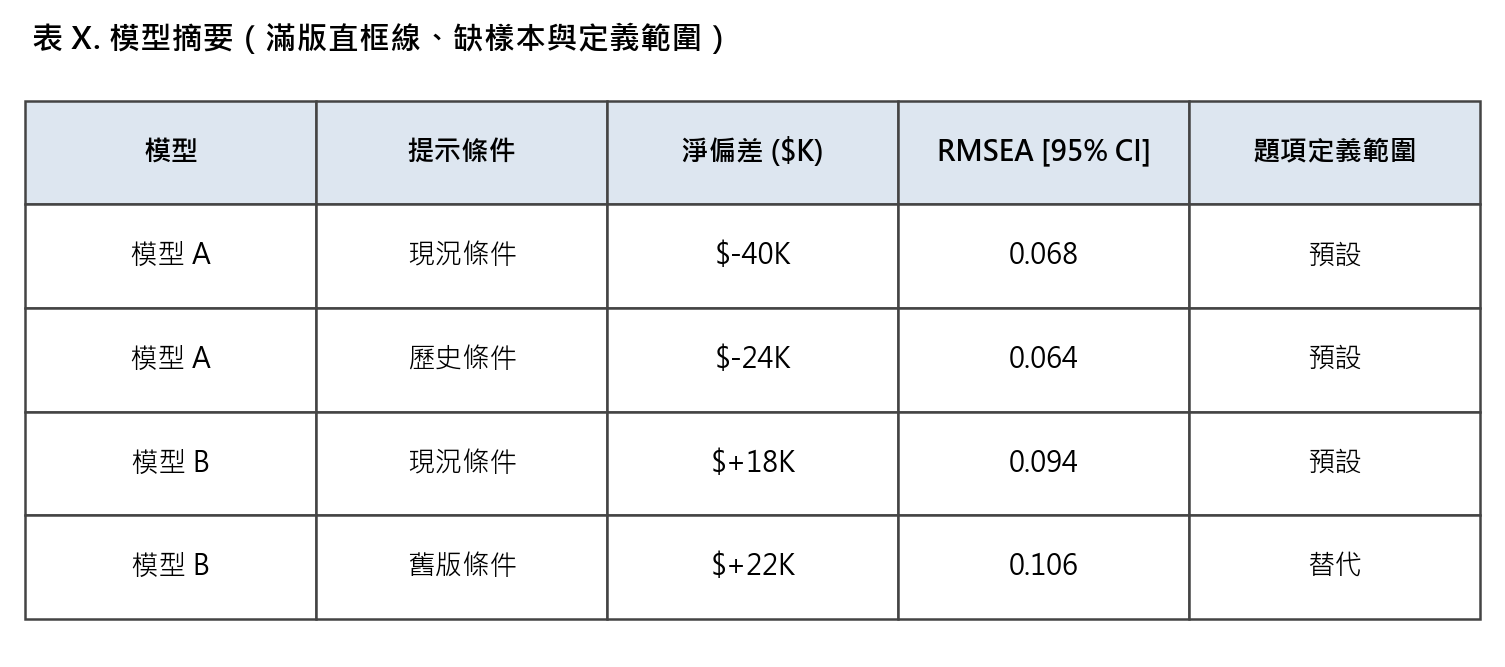 表 X. 模型摘要（滿版直框線、缺樣本與定義範圍）
模型 提示條件 淨偏差 ($K) RMSEA [95% CI] 題項定義範圍
模型 A 現況條件 $-40K 0.068 預設
模型 A 歷史條件 $-24K 0.064 預設
模型 B 現況條件 $+18K 0.094 預設
模型 B 舊版條件 $+22K 0.106 替代